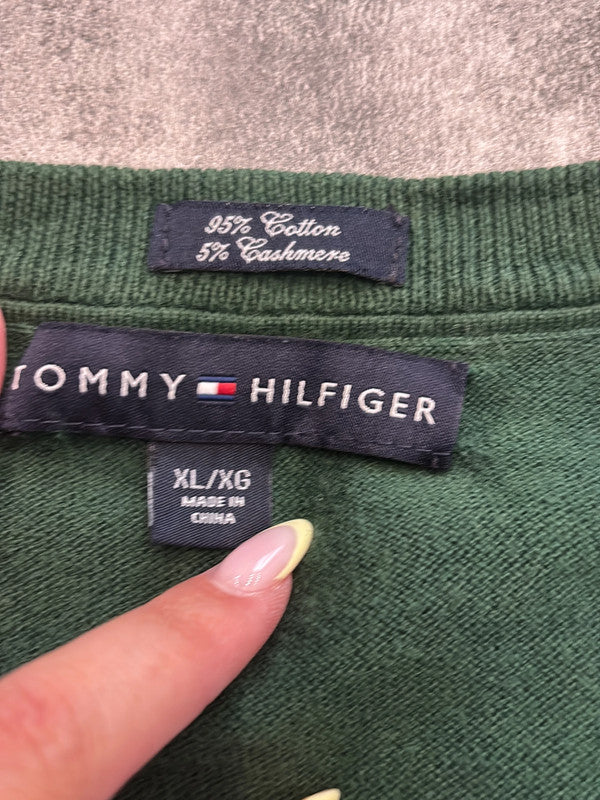 95% Cotton
5% Cashmere
TOMMY HILFIGER
XL/XG
MADE IN
CHINA